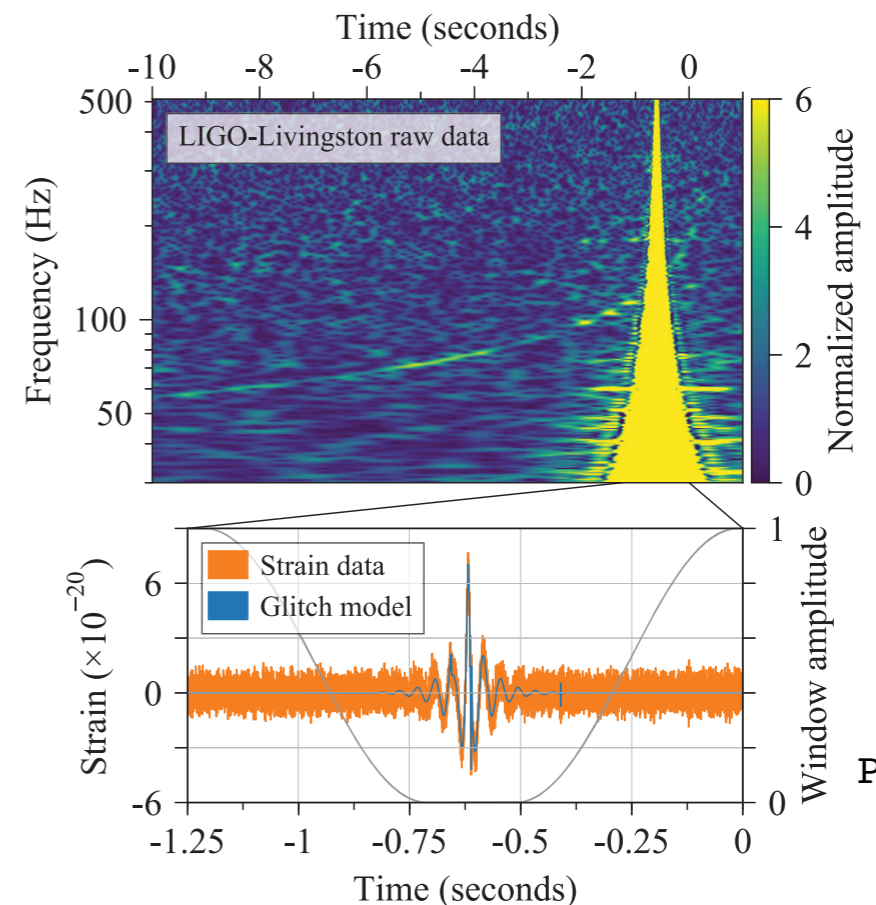 Time (seconds)
-10 -8 -6 -4 -2 0
500
100
50
Frequency (Hz)
LIGO-Livingston raw data
6
4
2
0
Normalized amplitude
Strain data
Glitch model
6
0
-6
Strain (×10⁻²⁰)
1
0
Window amplitude
P
-1.25 -1 -0.75 -0.5 -0.25 0
Time (seconds)